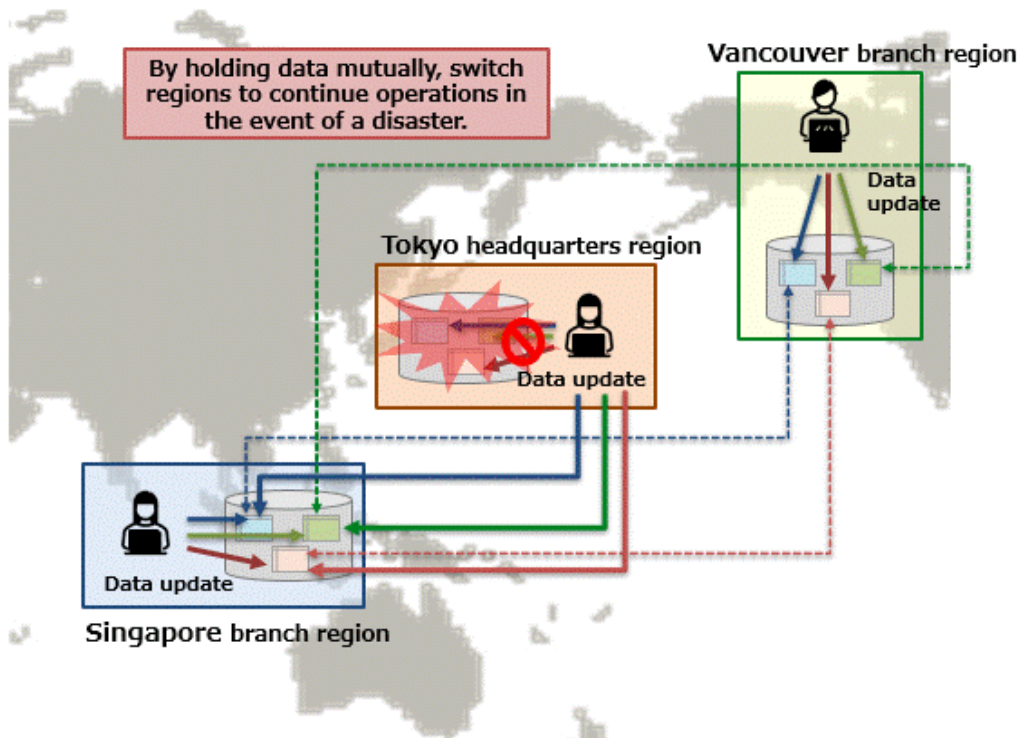 By holding data mutually, switch
regions to continue operations in
the event of a disaster.
Vancouver branch region
Data
update
Tokyo headquarters region
Data update
Data update
Singapore branch region